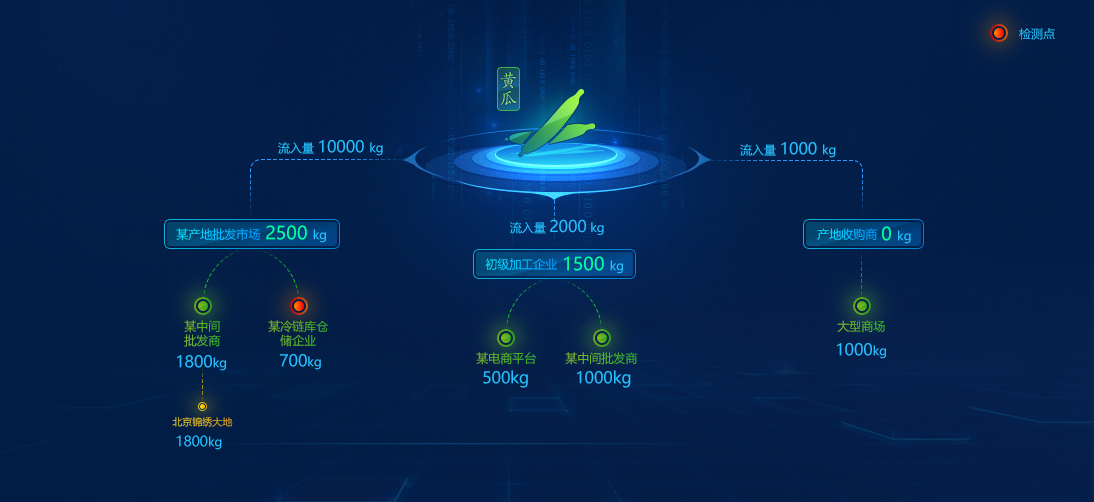 检测点
黄瓜
流入量 10000 kg
流入量 1000 kg
流入量 2000 kg
某产地批发市场 2500 kg
初级加工企业 1500 kg
产地收购商 0 kg
某中间
批发商
1800kg
某冷链库仓
储企业
700kg
某电商平台
500kg
某中间批发商
1000kg
大型商场
1000kg
北京锦绣大地
1800kg